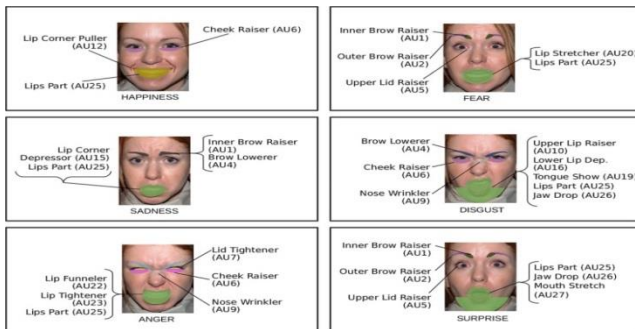 Lip Corner Puller
(AU12)
Cheek Raiser (AU6)
Lips Part (AU25)
HAPPINESS
Inner Brow Raiser
(AU1)
Outer Brow Raiser
(AU2)
Upper Lid Raiser
(AU5)
Lip Stretcher (AU20)
Lips Part (AU25)
FEAR
Lip Corner
Depressor (AU15)
Lips Part (AU25)
Inner Brow Raiser
(AU1)
Brow Lowerer
(AU4)
SADNESS
Brow Lowerer
(AU4)
Cheek Raiser
(AU6)
Nose Wrinkler
(AU9)
Upper Lip Raiser
(AU10)
Lower Lip Dep.
(AU16)
Tongue Show (AU19)
Lips Part (AU25)
Jaw Drop (AU26)
DISGUST
Lip Funneler
(AU22)
Lip Tightener
(AU23)
Lips Part (AU25)
Lid Tightener
(AU7)
Cheek Raiser
(AU6)
Nose Wrinkler
(AU9)
ANGER
Inner Brow Raiser
(AU1)
Outer Brow Raiser
(AU2)
Upper Lid Raiser
(AU5)
Lips Part (AU25)
Jaw Drop (AU26)
Mouth Stretch
(AU27)
SURPRISE